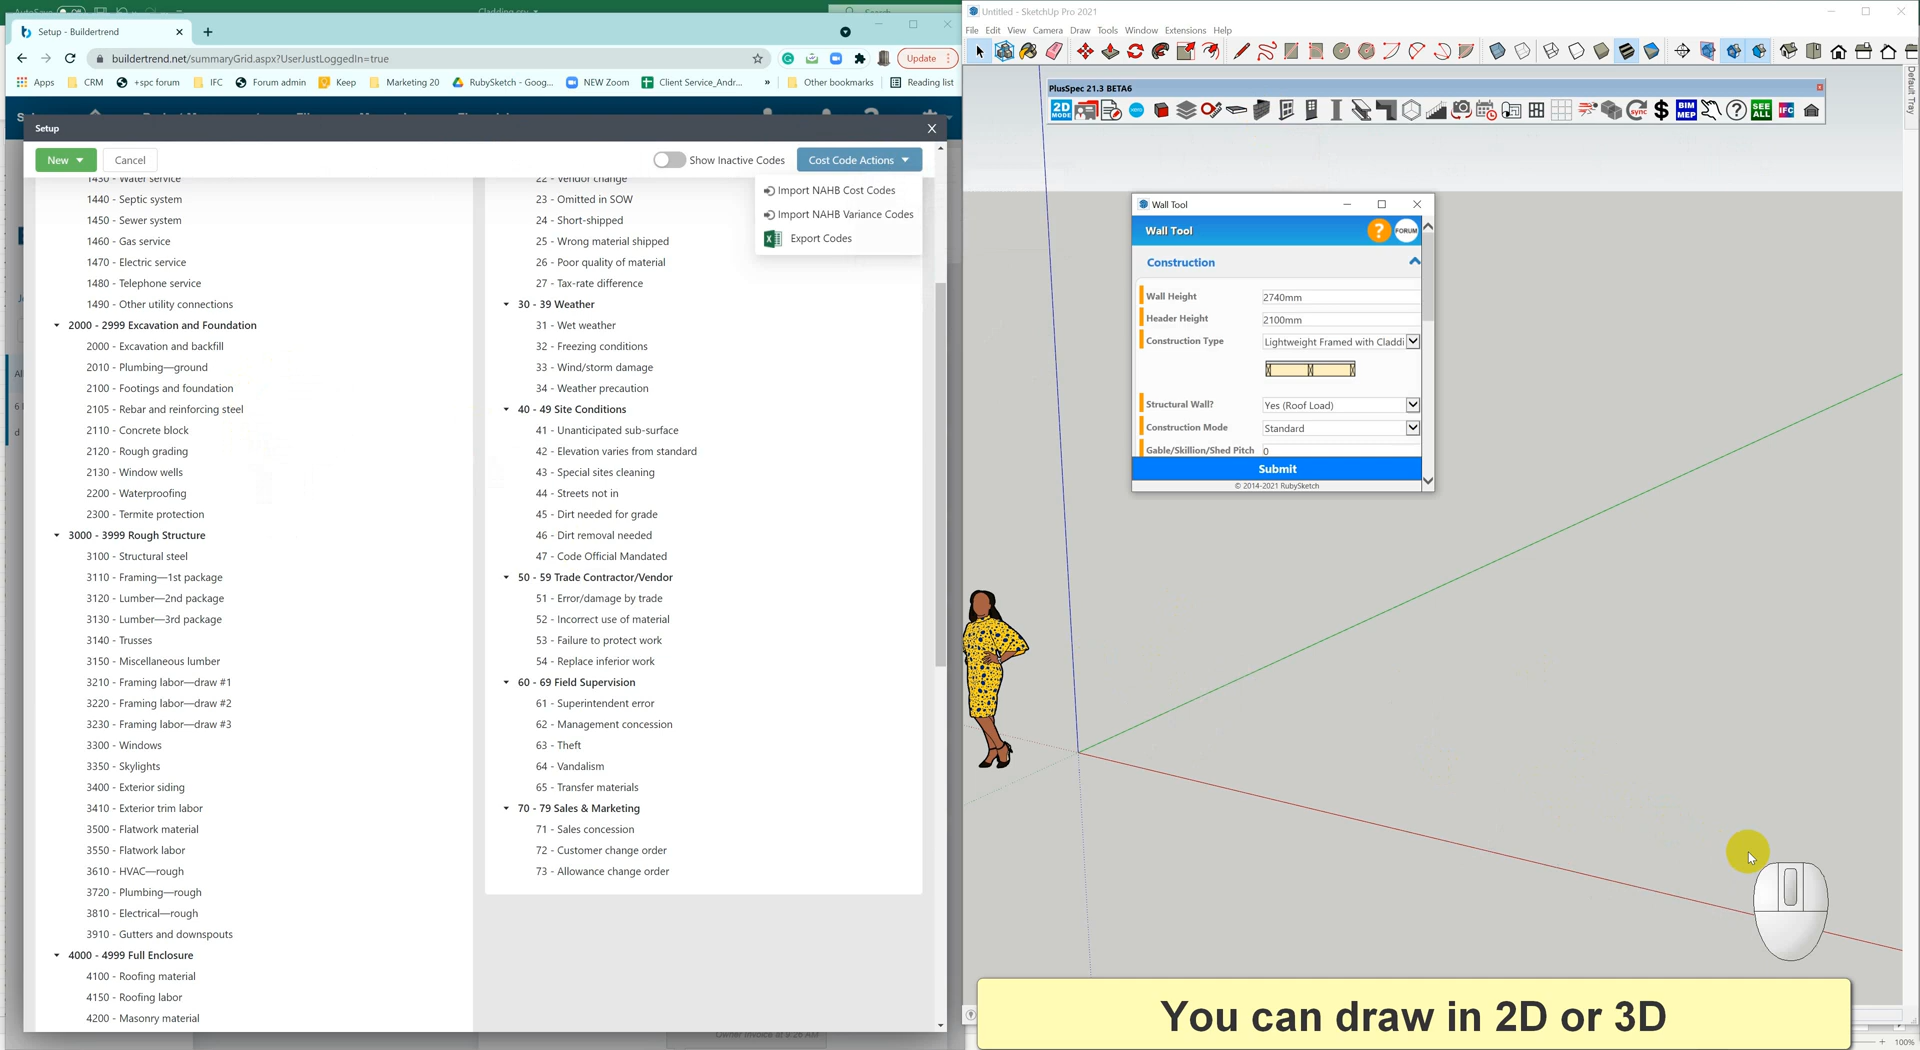 AutoSave Off
Cladding.csv
Search
Setup - Buildertrend
buildertrend.net/summaryGrid.aspx?UserJustLoggedIn=true
Update
Apps
CRM
+spc forum
IFC
Forum admin
Keep
Marketing 20
RubySketch - Goog...
NEW Zoom
Client Service_Andr...
»
Other bookmarks
Reading list
Setup
X
New
Cancel
Show Inactive Codes
Cost Code Actions
Import NAHB Cost Codes
Import NAHB Variance Codes
Export Codes
1430 - Water service
1440 - Septic system
1450 - Sewer system
1460 - Gas service
1470 - Electric service
1480 - Telephone service
1490 - Other utility connections
2000 - 2999 Excavation and Foundation
2000 - Excavation and backfill
2010 - Plumbing—ground
2100 - Footings and foundation
2105 - Rebar and reinforcing steel
2110 - Concrete block
2120 - Rough grading
2130 - Window wells
2200 - Waterproofing
2300 - Termite protection
3000 - 3999 Rough Structure
3100 - Structural steel
3110 - Framing—1st package
3120 - Lumber—2nd package
3130 - Lumber—3rd package
3140 - Trusses
3150 - Miscellaneous lumber
3210 - Framing labor—draw #1
3220 - Framing labor—draw #2
3230 - Framing labor—draw #3
3300 - Windows
3350 - Skylights
3400 - Exterior siding
3410 - Exterior trim labor
3500 - Flatwork material
3550 - Flatwork labor
3610 - HVAC—rough
3720 - Plumbing—rough
3810 - Electrical—rough
3910 - Gutters and downspouts
4000 - 4999 Full Enclosure
4100 - Roofing material
4150 - Roofing labor
4200 - Masonry material
22 - Vendor change
23 - Omitted in SOW
24 - Short-shipped
25 - Wrong material shipped
26 - Poor quality of material
27 - Tax-rate difference
30 - 39 Weather
31 - Wet weather
32 - Freezing conditions
33 - Wind/storm damage
34 - Weather precaution
40 - 49 Site Conditions
41 - Unanticipated sub-surface
42 - Elevation varies from standard
43 - Special sites cleaning
44 - Streets not in
45 - Dirt needed for grade
46 - Dirt removal needed
47 - Code Official Mandated
50 - 59 Trade Contractor/Vendor
51 - Error/damage by trade
52 - Incorrect use of material
53 - Failure to protect work
54 - Replace inferior work
60 - 69 Field Supervision
61 - Superintendent error
62 - Management concession
63 - Theft
64 - Vandalism
65 - Transfer materials
70 - 79 Sales & Marketing
71 - Sales concession
72 - Customer change order
73 - Allowance change order
Untitled - SketchUp Pro 2021
File Edit View Camera Draw Tools Window Extensions Help
Default Tray
PlusSpec 21.3 BETA6
2D MODE
sync
$
BIM MEP
?
SEE ALL
IFC
Wall Tool
Wall Tool
?
FORUM
Construction
Wall Height 2740mm
Header Height 2100mm
Construction Type Lightweight Framed with Claddi
Structural Wall? Yes (Roof Load)
Construction Mode Standard
Gable/Skillion/Shed Pitch 0
Submit
© 2014-2021 RubySketch
You can draw in 2D or 3D
100%